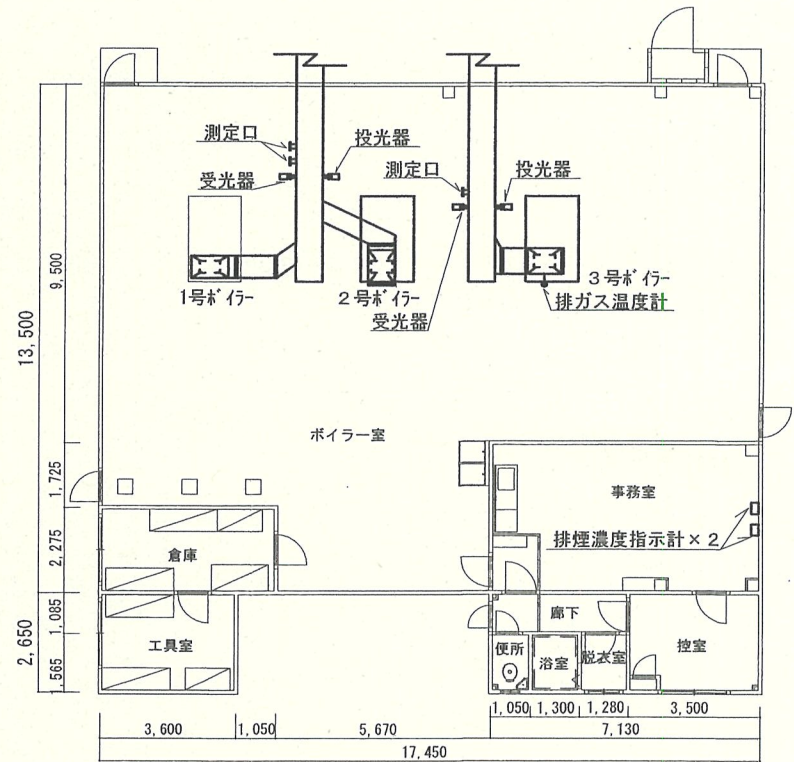 測定口
投光器
受光器
測定口
投光器
1号ボイラー
2号ボイラー
受光器
3号ボイラー
排ガス温度計
9,500
13,500
ボイラー室
1,725
事務室
2,275
倉庫
排煙濃度指示計×2
1,085
2,650
工具室
廊下
1,565
便所
浴室
脱衣室
控室
1,050
1,300
1,280
3,500
3,600
1,050
5,670
7,130
17,450